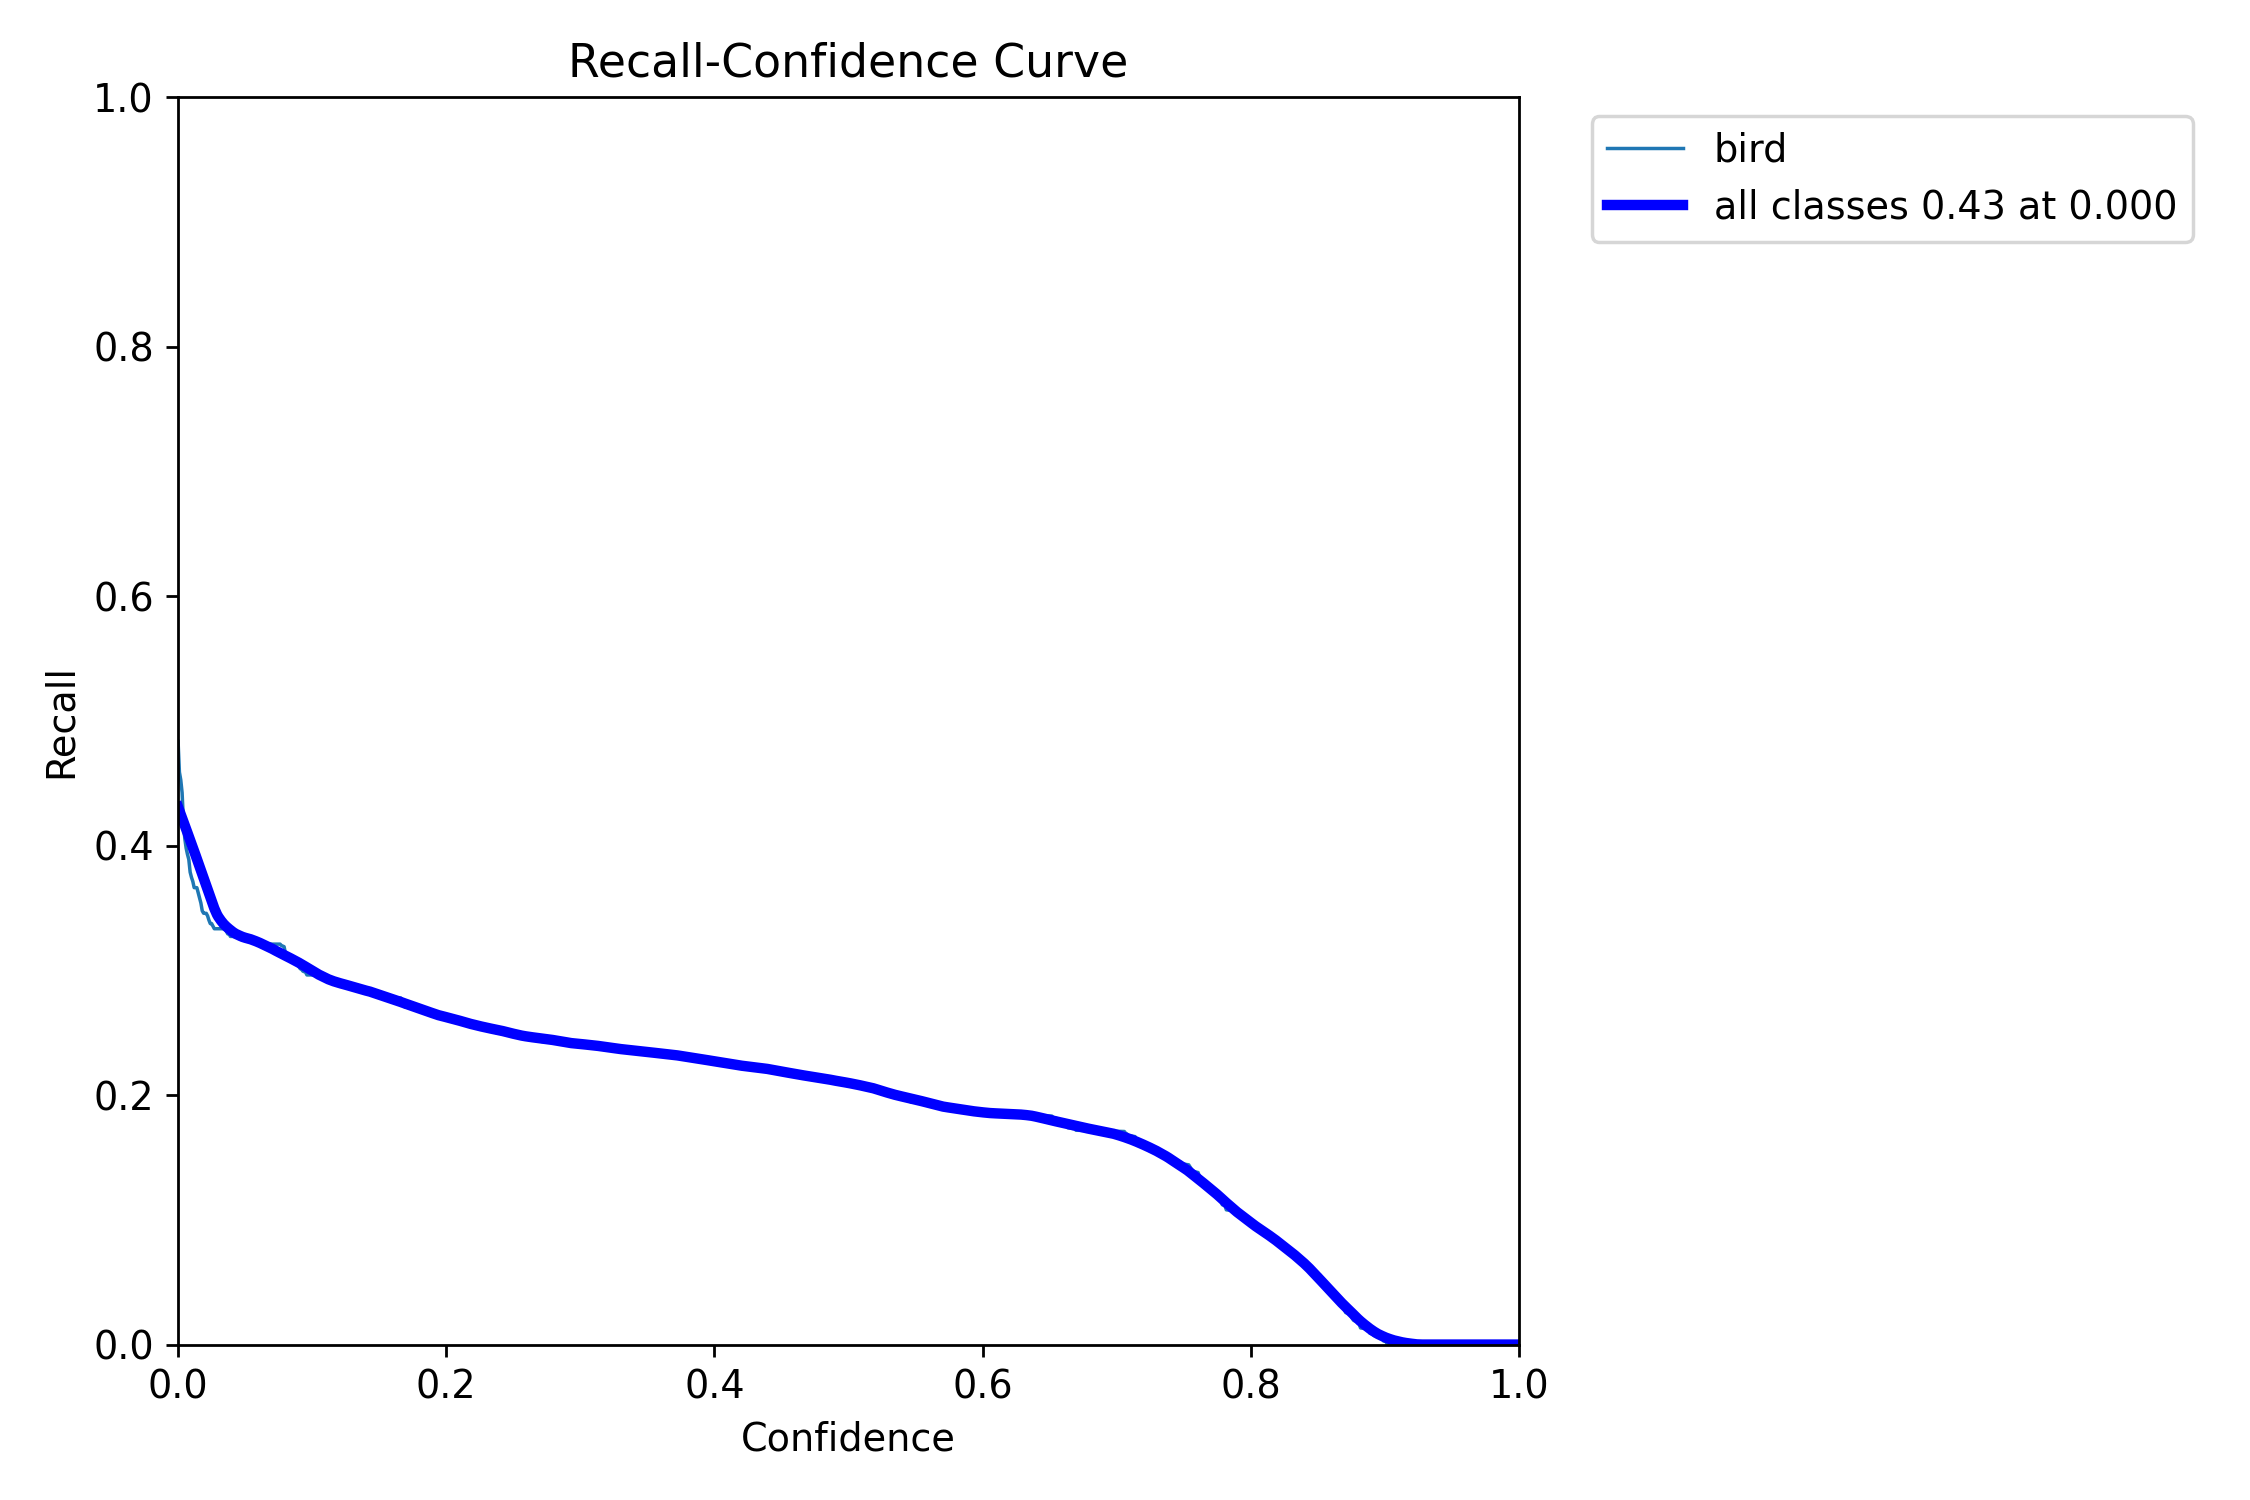 Recall-Confidence Curve
1.0
0.8
0.6
0.4
0.2
0.0
Recall
0.0 0.2 0.4 0.6 0.8 1.0
Confidence
bird
all classes 0.43 at 0.000